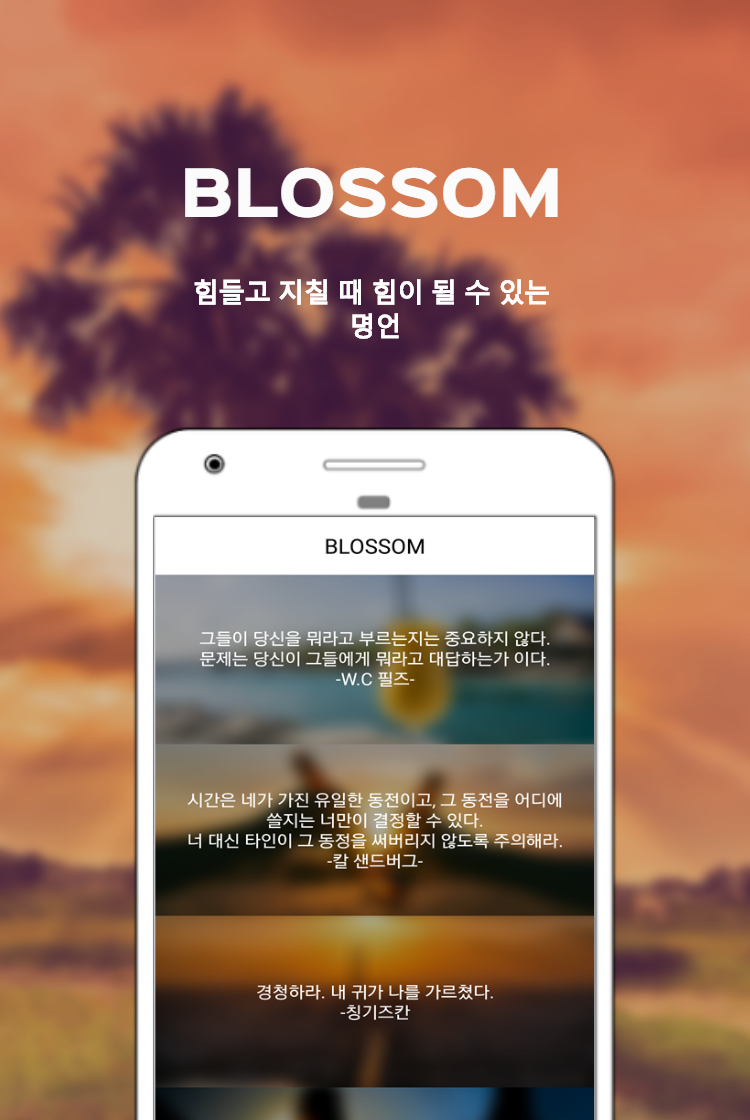 BLOSSOM
힘들고 지칠 때 힘이 될 수 있는
명언
BLOSSOM
그들이 당신을 뭐라고 부르는지는 중요하지 않다.
문제는 당신이 그들에게 뭐라고 대답하는가 이다.
-W.C 필즈-
시간은 네가 가진 유일한 동전이고, 그 동전을 어디에
쓸지는 너만이 결정할 수 있다.
너 대신 타인이 그 동정을 써버리지 않도록 주의해라.
-칼 샌드버그-
경청하라. 내 귀가 나를 가르쳤다.
-칭기즈칸